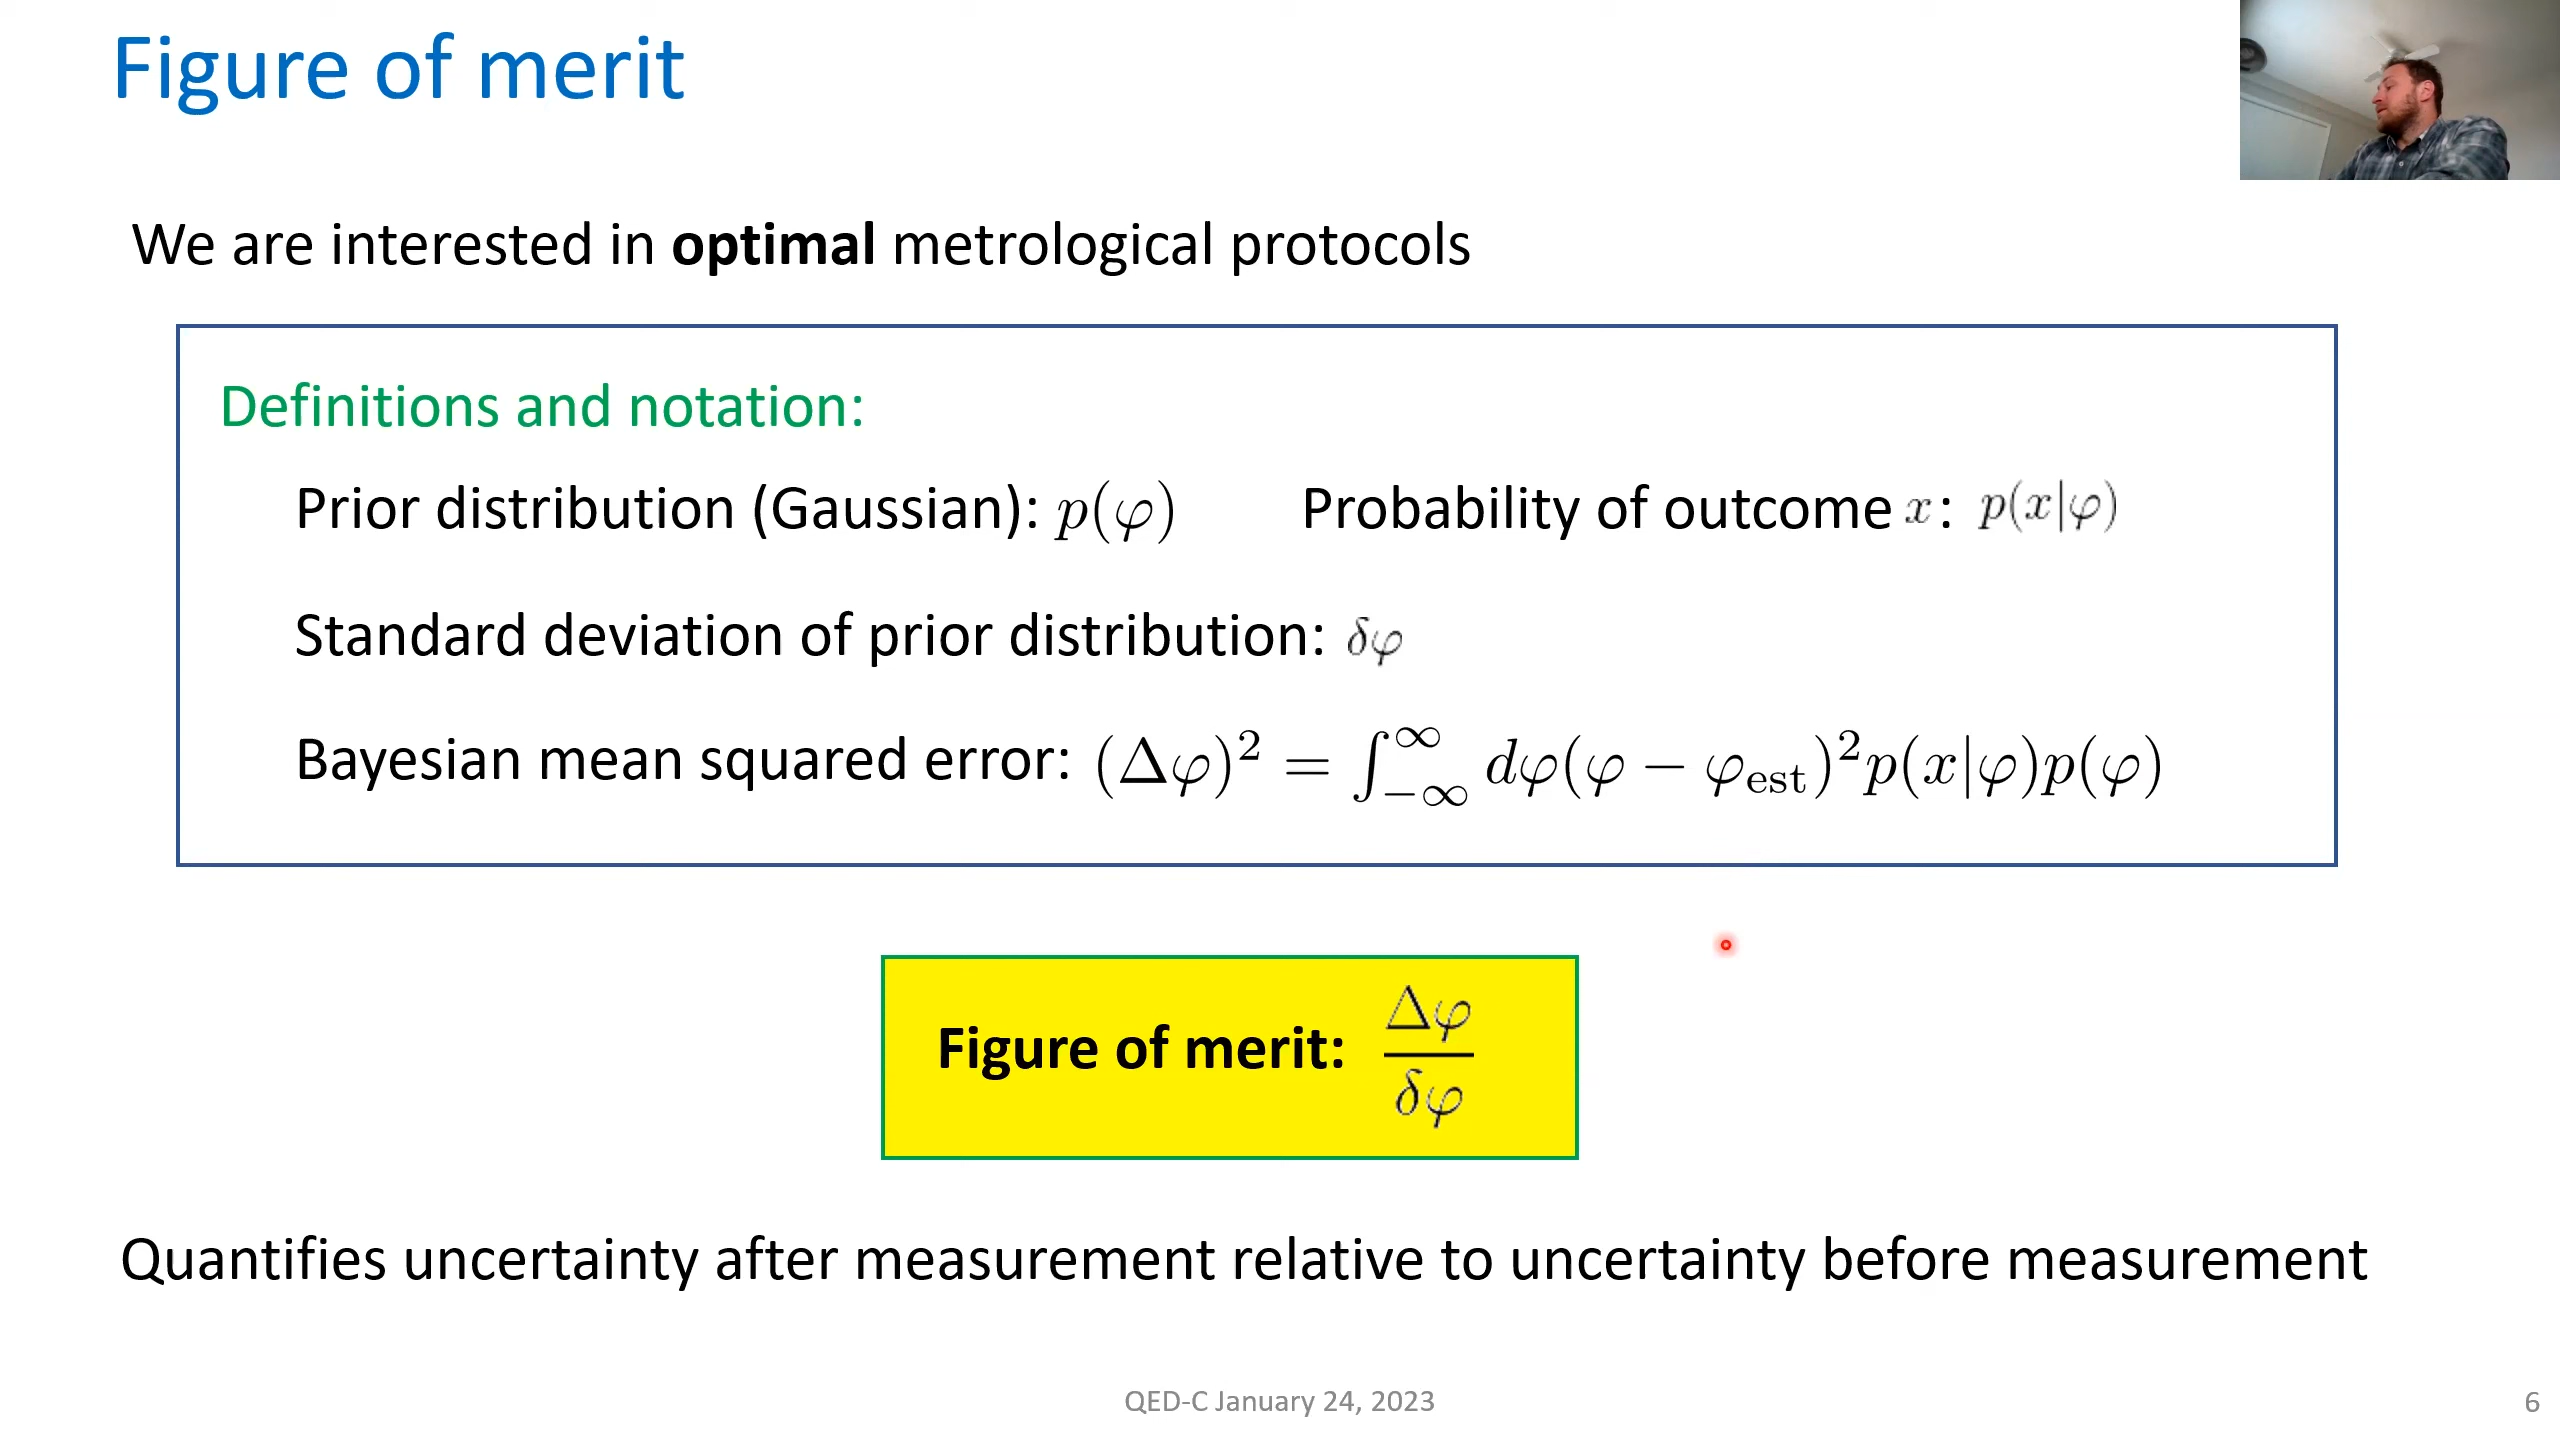 Figure of merit
We are interested in optimal metrological protocols
Definitions and notation:
Prior distribution (Gaussian): p(φ)
Probability of outcome x: p(x|φ)
Standard deviation of prior distribution: δφ
Bayesian mean squared error: (Δφ)² = ∫_{-∞}^{∞} dφ(φ − φ_est)²p(x|φ)p(φ)
Figure of merit: Δφ/δφ
Quantifies uncertainty after measurement relative to uncertainty before measurement
QED-C January 24, 2023
6